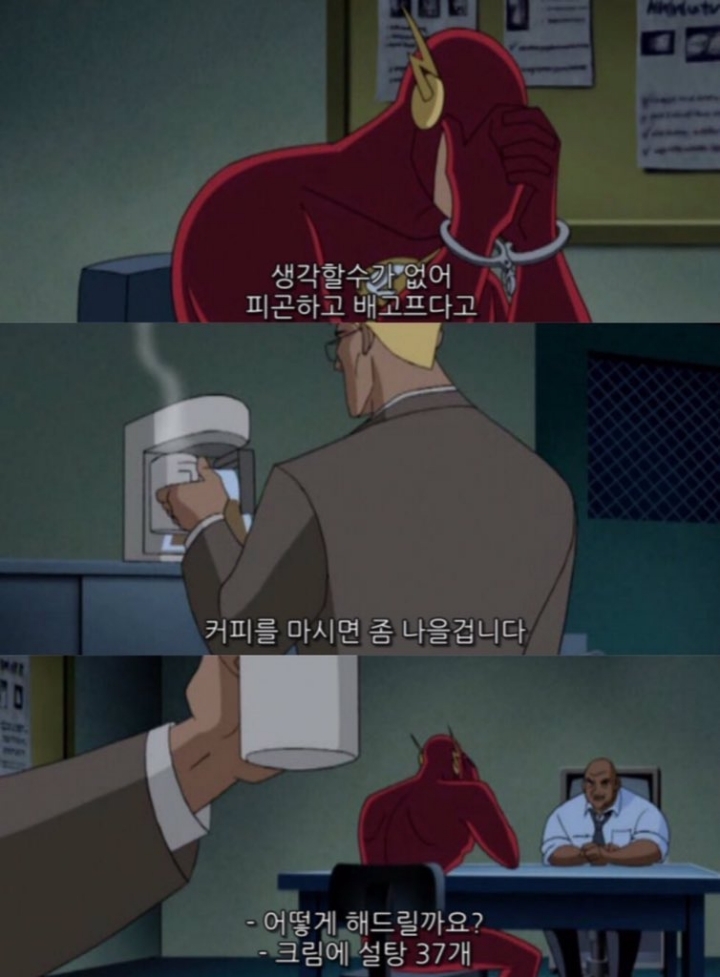 생각할수가 없어
피곤하고 배고프다고
커피를 마시면 좀 나을겁니다
- 어떻게 해드릴까요?
- 크림에 설탕 37개